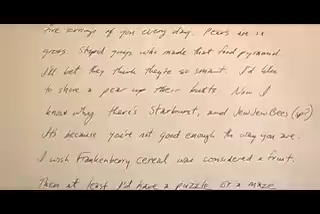 five servings of you every day. Pears are so
gross. Stupid guys who made that food pyramid.
I'll bet they think they're so smart. I'd like
to shove a pear up their butts. Now I
know why there's Starburst, and JewJewBees (sp?)
It's because you're not good enough the way you are.
I wish Frankenberry cereal was considered a fruit.
Then at least I'd have a puzzle or a maze